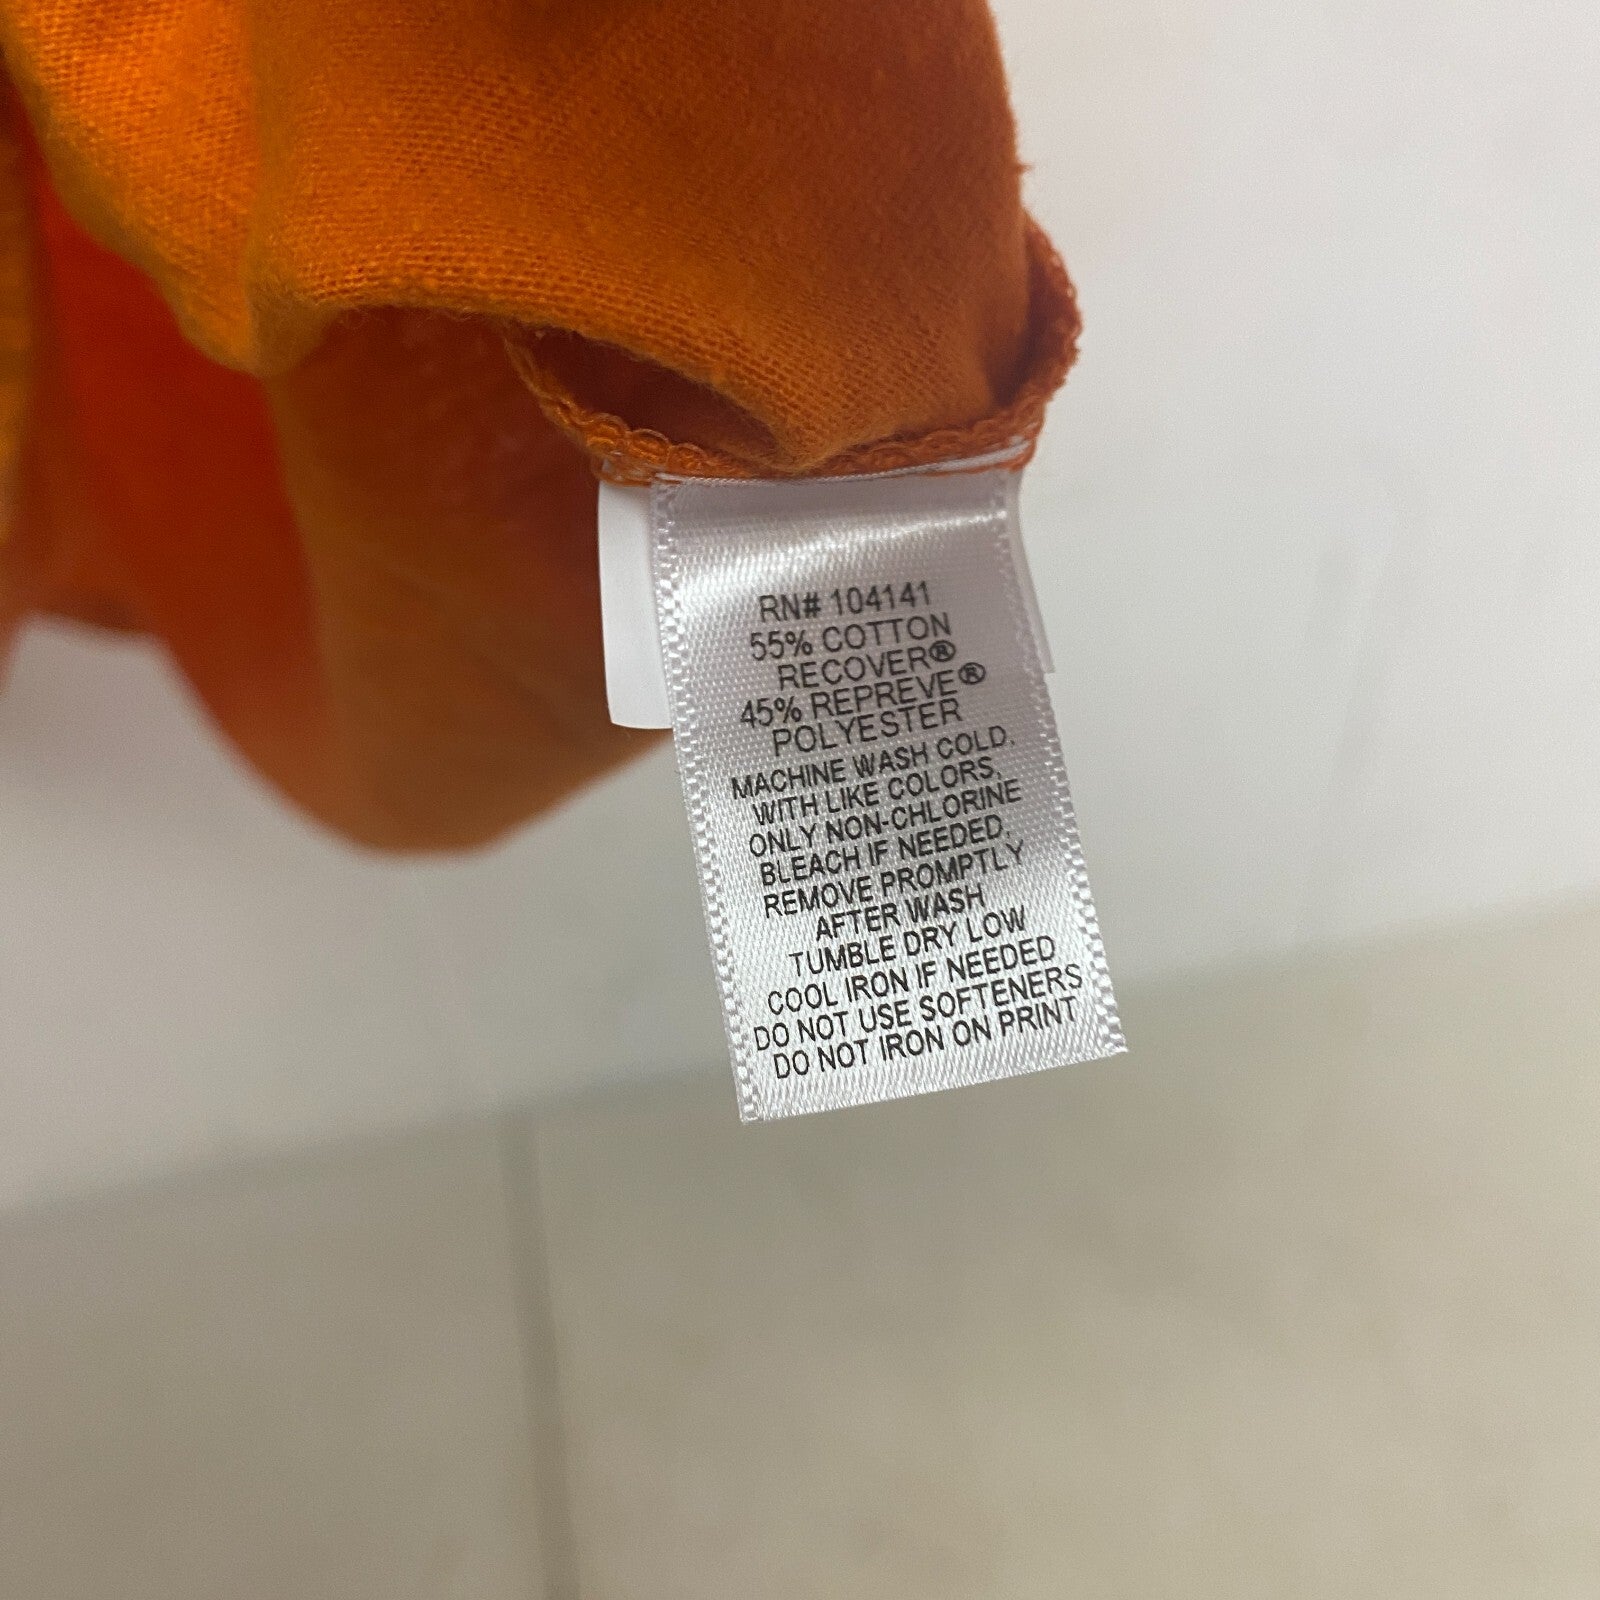 RN# 104141
55% COTTON
RECOVER®
45% REPREVE®
POLYESTER
MACHINE WASH COLD,
WITH LIKE COLORS,
ONLY NON-CHLORINE
BLEACH IF NEEDED,
REMOVE PROMPTLY
AFTER WASH
TUMBLE DRY LOW
COOL IRON IF NEEDED
DO NOT USE SOFTENERS
DO NOT IRON ON PRINT